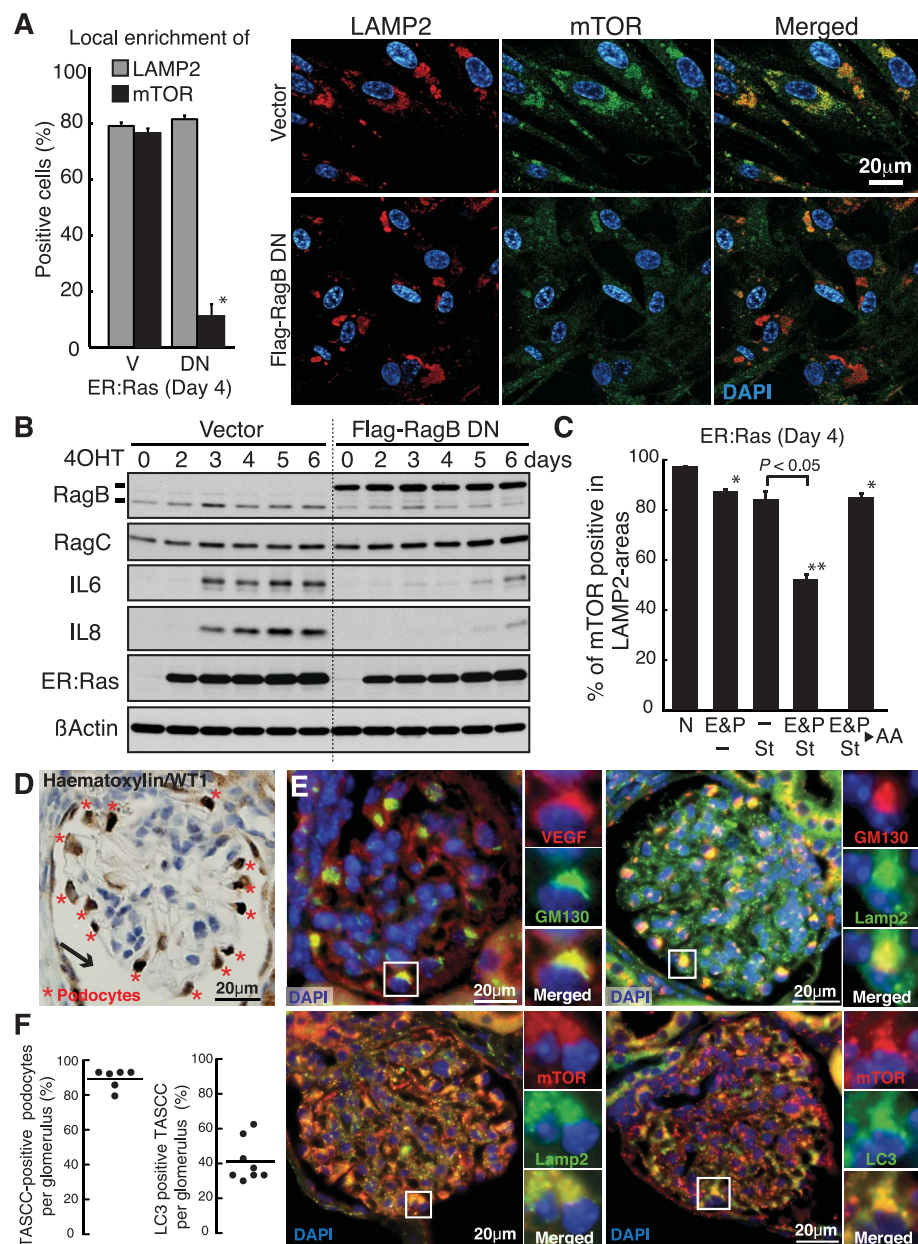 A
Local enrichment of
LAMP2
mTOR
100
80
60
40
20
0
Positive cells (%)
*
V DN
ER:Ras (Day 4)
LAMP2 mTOR Merged
Vector
20µm
Flag-RagB DN
DAPI
B
Vector Flag-RagB DN
4OHT 0 2 3 4 5 6 0 2 3 4 5 6 days
RagB
RagC
IL6
IL8
ER:Ras
ßActin
C
ER:Ras (Day 4)
P < 0.05
* ** *
100
80
60
40
20
0
% of mTOR positive in
LAMP2-areas
N E&P – E&P E&P
– St St St ▶AA
D
Haematoxylin/WT1
* Podocytes
20µm
E
VEGF
GM130
Merged
DAPI
20µm
GM130
Lamp2
Merged
DAPI
20µm
mTOR
Lamp2
Merged
DAPI
20µm
mTOR
LC3
Merged
DAPI
20µm
F
TASCC-positive podocytes
per glomerulus (%)
100
80
60
40
20
0
LC3 positive TASCC
per glomerulus (%)
100
80
60
40
20
0